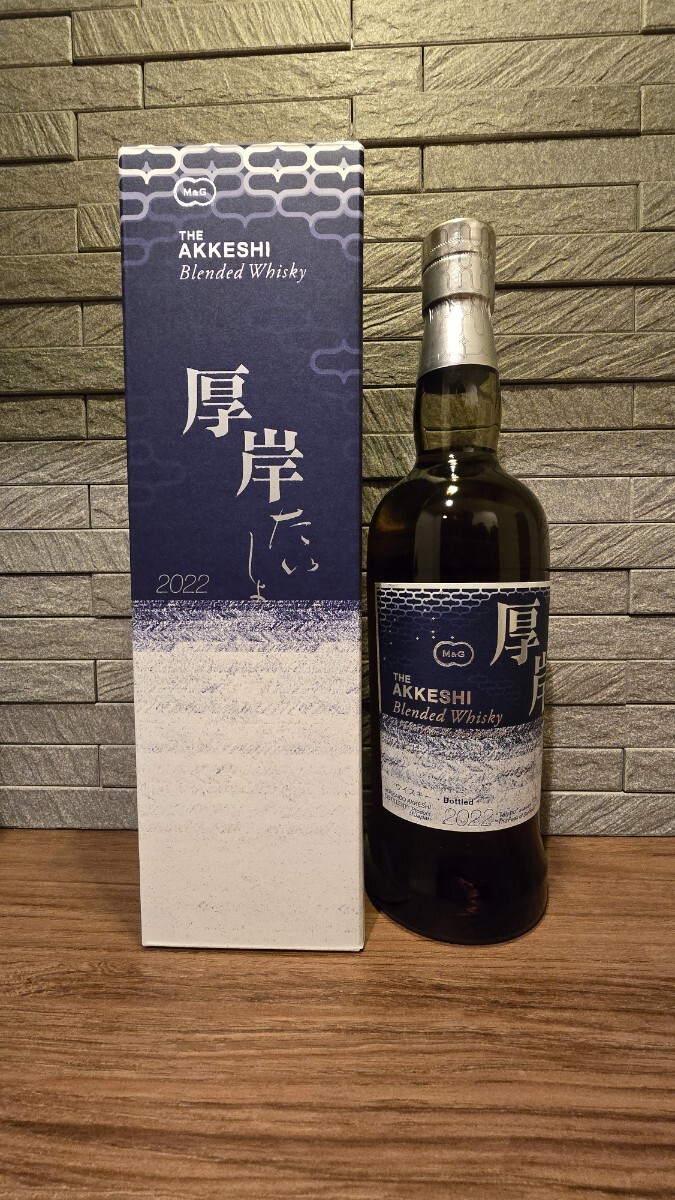 M&G
THE
AKKESHI
Blended Whisky
厚
岸
たい
しょ
2022
厚
岸
M&G
THE
AKKESHI
Blended Whisky
ウイスキー
Bottled
2022